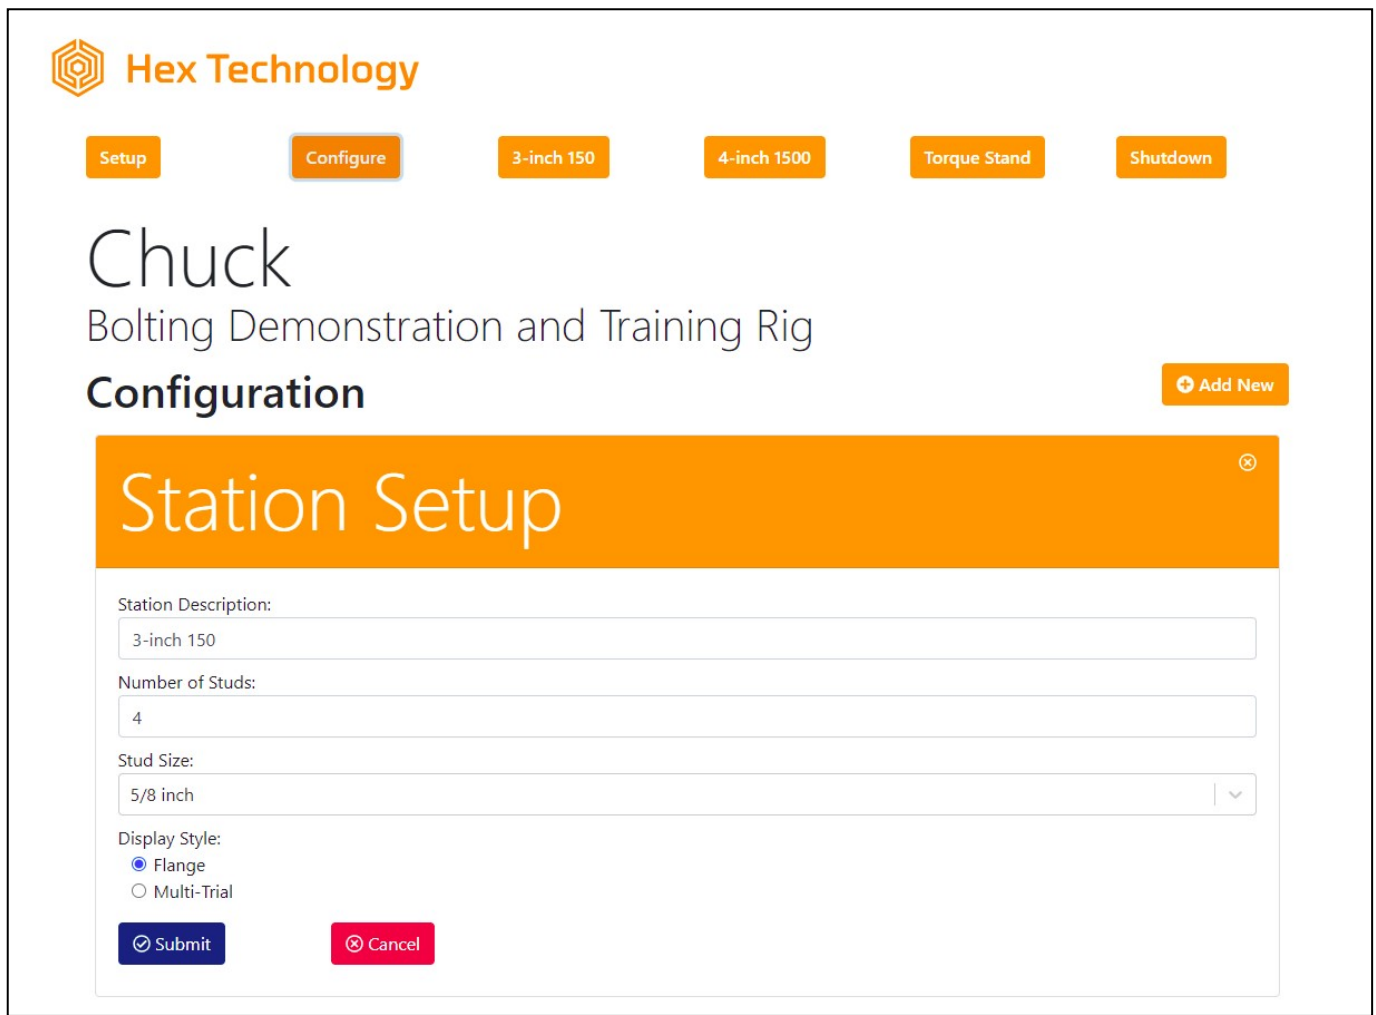 Hex Technology
Setup Configure 3-inch 150 4-inch 1500 Torque Stand Shutdown
Chuck
Bolting Demonstration and Training Rig
Configuration
Add New
Station Setup
Station Description:
3-inch 150
Number of Studs:
4
Stud Size:
5/8 inch
Display Style:
Flange
Multi-Trial
Submit Cancel